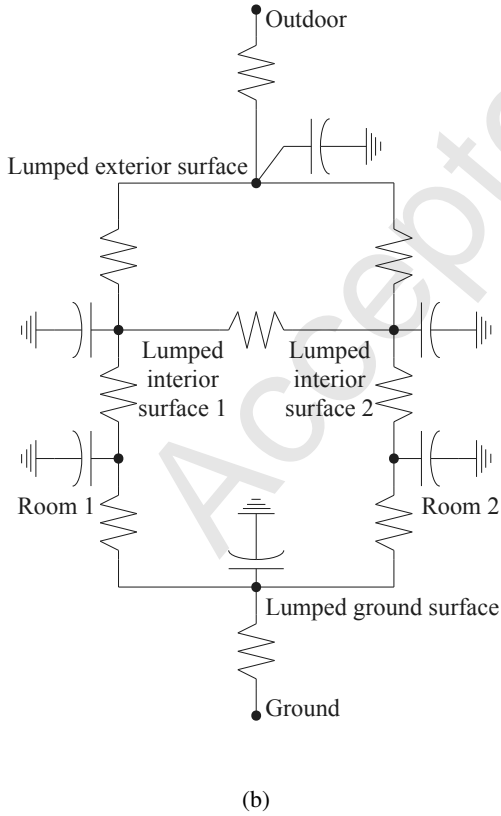 Outdoor
Lumped exterior surface
Lumped
interior
surface 1
Lumped
interior
surface 2
Room 1
Room 2
Lumped ground surface
Ground
(b)
Accepte